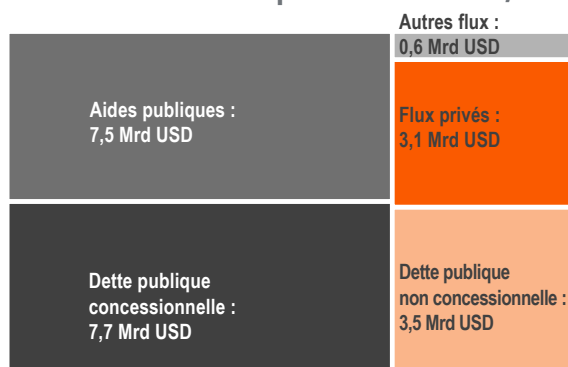 Autres flux :
0,6 Mrd USD
Aides publiques :
7,5 Mrd USD
Flux privés :
3,1 Mrd USD
Dette publique
concessionnelle :
7,7 Mrd USD
Dette publique
non concessionnelle :
3,5 Mrd USD